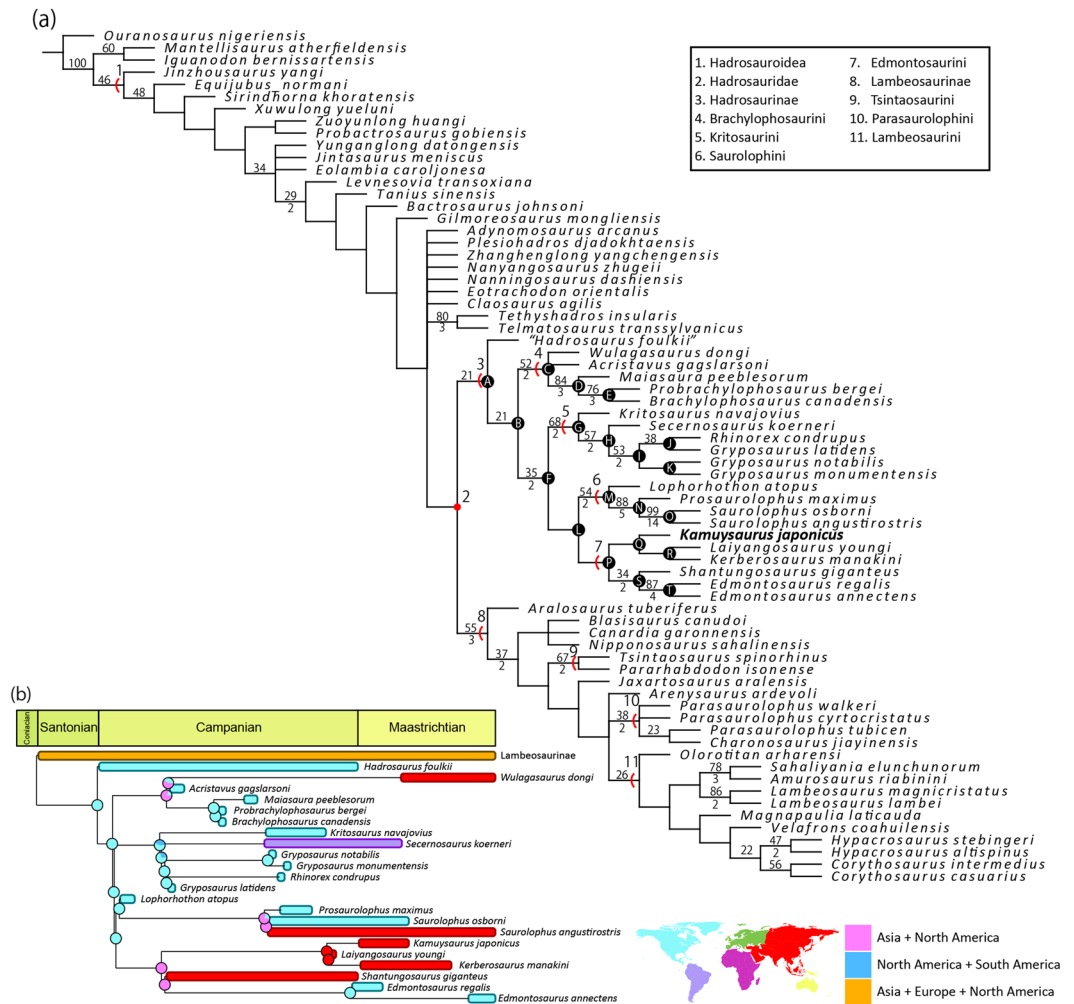 (a)
Ouranosaurus nigeriensis
60
Mantellisaurus atherfieldensis
100
Iguanodon bernissartensis
1
Jinzhousaurus yangi
46
Equijubus normani
48
Sirindhorna khoratensis
Xuwulong yueluni
Zuoyunlong huangi
Probactrosaurus gobiensis
Yunganglong datongensis
Jintasaurus meniscus
34
Eolambia caroljonesa
Levnesovia transoxiana
29
2
Tanius sinensis
Bactrosaurus johnsoni
Gilmoreosaurus mongliensis
Adynomosaurus arcanus
Plesiohadros djadokhtaensis
Zhanghenglong yangchengensis
Nanyangosaurus zhugeii
Nanningosaurus dashiensis
Eotrachodon orientalis
Claosaurus agilis
80
3
Tethyshadros insularis
Telmatosaurus transsylvanicus
"Hadrosaurus foulkii"
3
21
A
4
Wulagasaurus dongi
52
2
C
Acristavus gagslarsoni
84
3
D
Maiasaura peeblesorum
76
3
E
Probrachylophosaurus bergei
Brachylophosaurus canadensis
21
B
5
Kritosaurus navajovius
68
2
G
Secernosaurus koerneri
57
2
H
38
J
Rhinorex condrupus
53
2
I
Gryposaurus latidens
K
Gryposaurus notabilis
Gryposaurus monumentensis
35
2
F
6
Lophorhothon atopus
54
2
M
Prosaurolophus maximus
88
5
N
99
14
O
Saurolophus osborni
Saurolophus angustirostris
2
L
Kamuysaurus japonicus
Q
Laiyangosaurus youngi
R
7
Kerberosaurus manakini
P
Shantungosaurus giganteus
34
2
S
87
4
T
Edmontosaurus regalis
Edmontosaurus annectens
8
Aralosaurus tuberiferus
55
3
Blasisaurus canudoi
Canardia garonnensis
Nipponosaurus sahalinensis
37
2
9
67
2
Tsintaosaurus spinorhinus
Pararhabdodon isonense
Jaxartosaurus aralensis
Arenysaurus ardevoli
10
Parasaurolophus walkeri
38
2
Parasaurolophus cyrtocristatus
23
Parasaurolophus tubicen
Charonosaurus jiayinensis
11
Olorotitan arharensi
26
78
3
Sahaliyania elunchunorum
Amurosaurus riabinini
86
2
Lambeosaurus magnicristatus
Lambeosaurus lambei
Magnapaulia laticauda
Velafrons coahuilensis
22
47
2
Hypacrosaurus stebingeri
Hypacrosaurus altispinus
56
Corythosaurus intermedius
Corythosaurus casuarius
1. Hadrosauroidea
2. Hadrosauridae
3. Hadrosaurinae
4. Brachylophosaurini
5. Kritosaurini
6. Saurolophini
7. Edmontosaurini
8. Lambeosaurinae
9. Tsintaosaurini
10. Parasaurolophini
11. Lambeosaurini
(b)
Coniacian
Santonian
Campanian
Maastrichtian
Lambeosaurinae
Hadrosaurus foulkii
Wulagasaurus dongi
Acristavus gagslarsoni
Maiasaura peeblesorum
Probrachylophosaurus bergei
Brachylophosaurus canadensis
Kritosaurus navajovius
Secernosaurus koerneri
Gryposaurus notabilis
Gryposaurus monumentensis
Rhinorex condrupus
Gryposaurus latidens
Lophorhothon atopus
Prosaurolophus maximus
Saurolophus osborni
Saurolophus angustirostris
Kamuysaurus japonicus
Laiyangosaurus youngi
Kerberosaurus manakini
Shantungosaurus giganteus
Edmontosaurus regalis
Edmontosaurus annectens
Asia + North America
North America + South America
Asia + Europe + North America